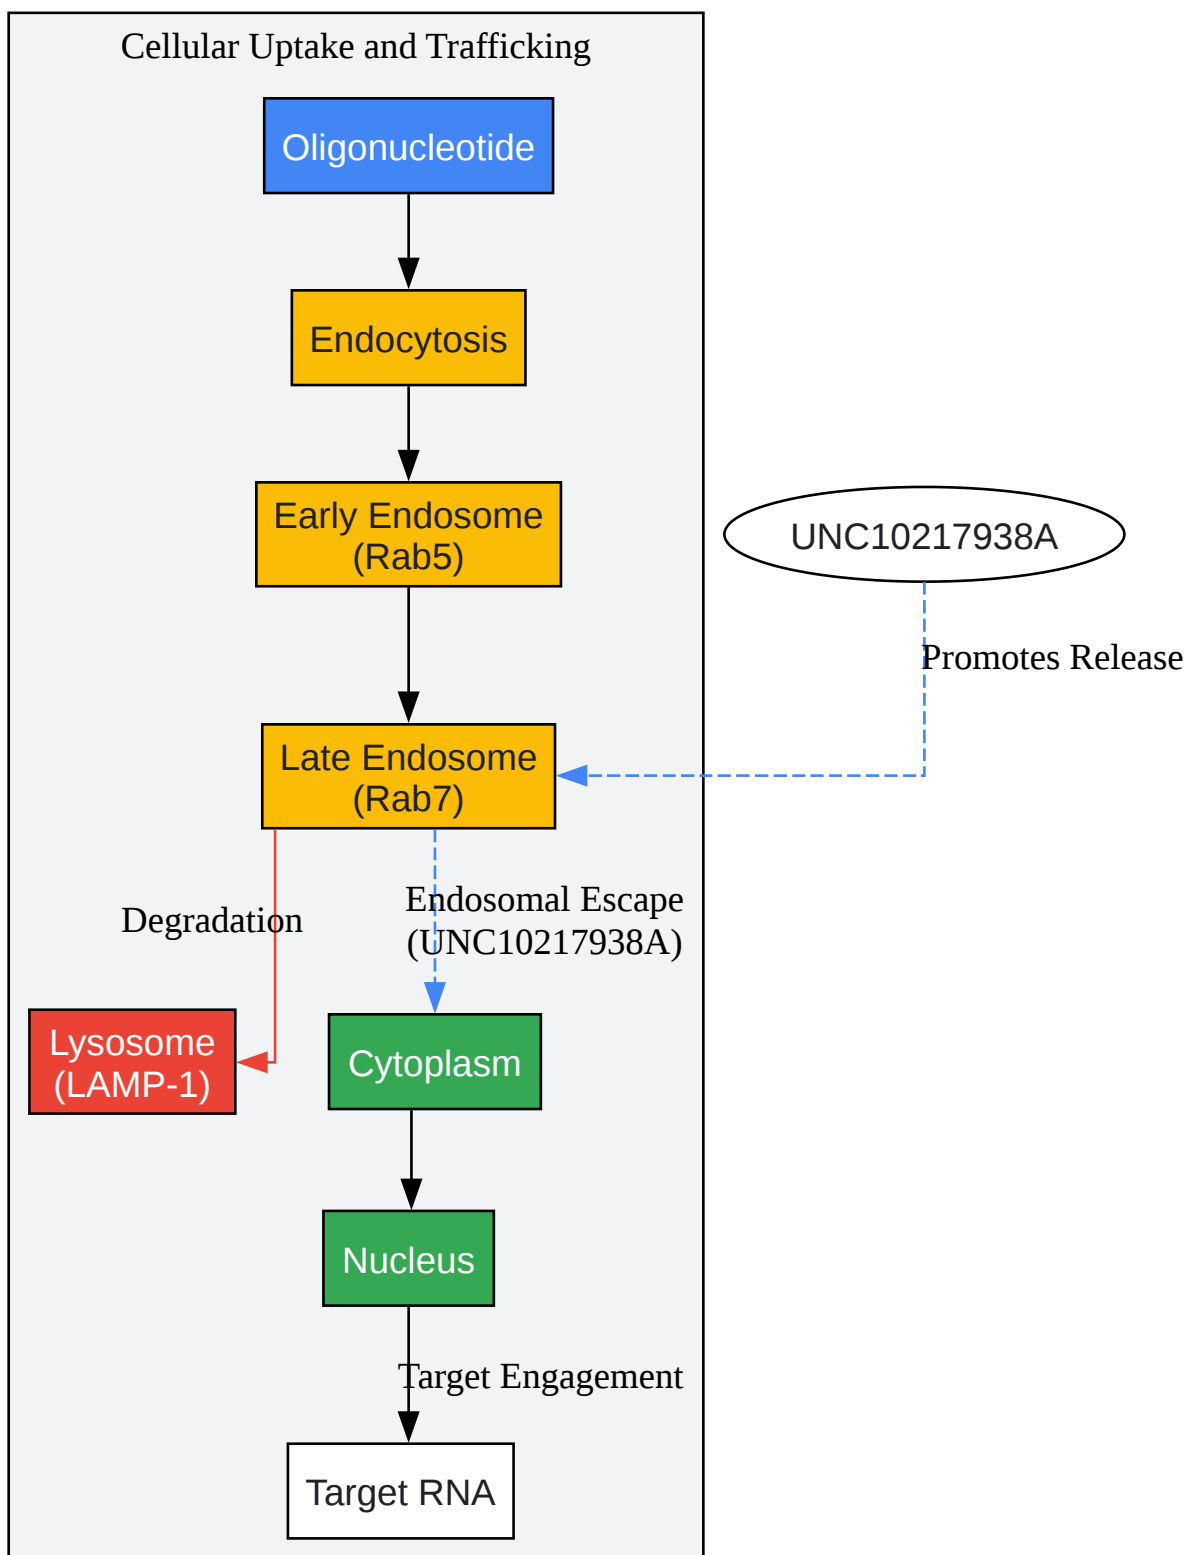 Cellular Uptake and Trafficking
Oligonucleotide
Endocytosis
Early Endosome
(Rab5)
UNC10217938A
Promotes Release
Late Endosome
(Rab7)
Degradation
Endosomal Escape
(UNC10217938A)
Lysosome
(LAMP-1)
Cytoplasm
Nucleus
Target Engagement
Target RNA